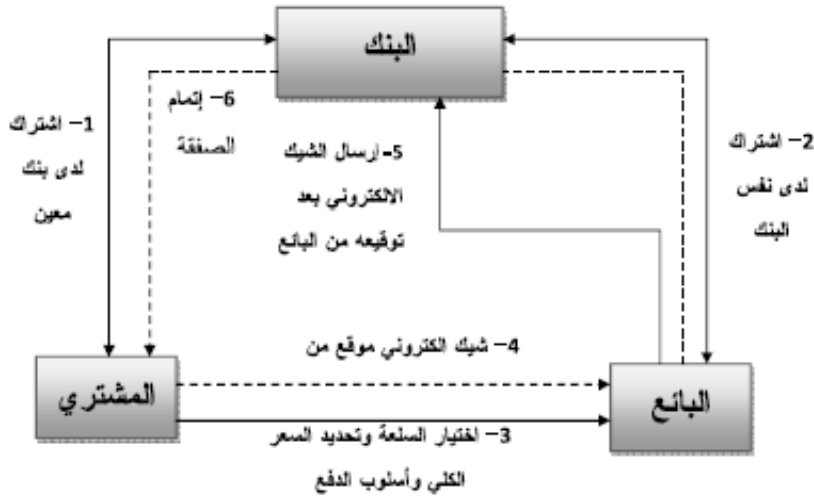 البنك
1– اشتراك
لدى بنك
معين
6– إتمام
الصفقة
5-إرسال الشيك
الالكتروني بعد
توقيعه من البائع
2– اشتراك
لدى نفس
البنك
4– شيك الكتروني موقع من
المشتري
البائع
3– اختيار السلعة وتحديد السعر
الكلي وأسلوب الدفع